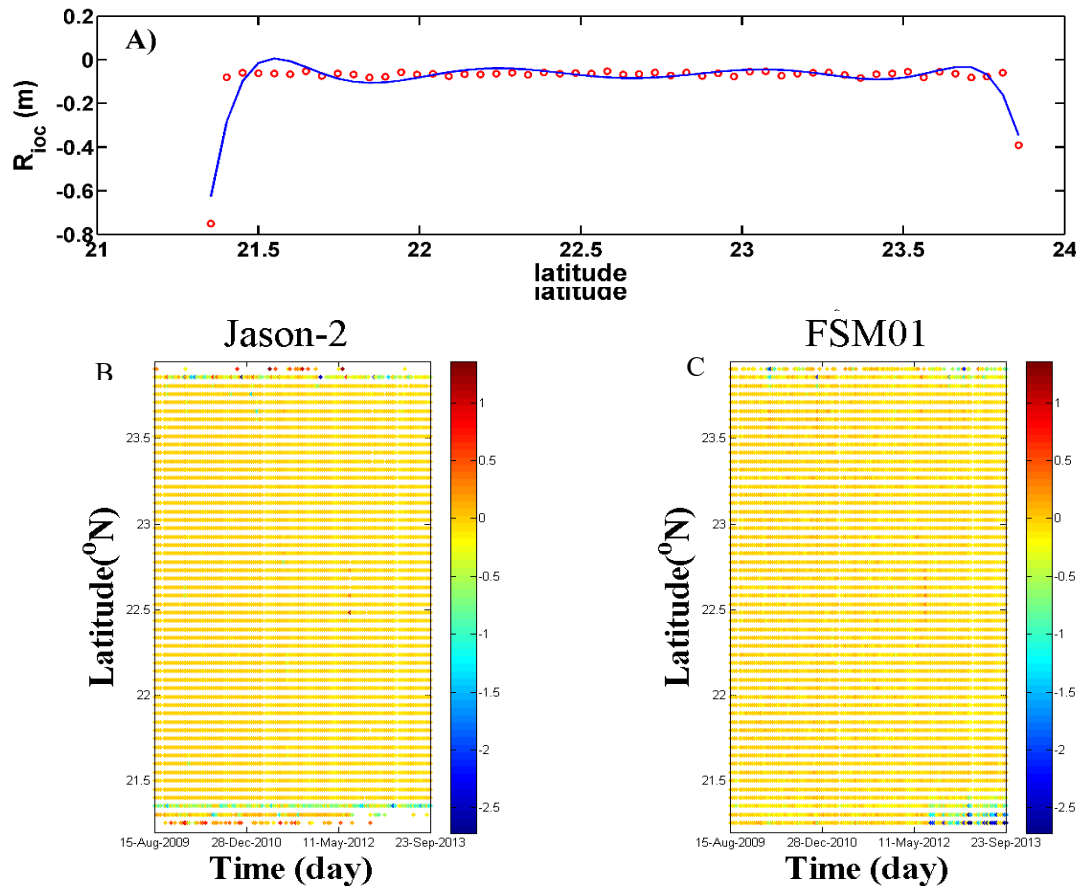 A)
R_ioc (m)
0.2
0
-0.2
-0.4
-0.6
-0.8
21
21.5
22
22.5
23
23.5
24
latitude
latitude
Jason-2
B
Latitude(⁰N)
23.5
23
22.5
22
21.5
15-Aug-2009
28-Dec-2010
11-May-2012
23-Sep-2013
Time (day)
1
0.5
0
-0.5
-1
-1.5
-2
-2.5
FSM01
C
Latitude(⁰N)
23.5
23
22.5
22
21.5
15-Aug-2009
28-Dec-2010
11-May-2012
23-Sep-2013
Time (day)
1
0.5
0
-0.5
-1
-1.5
-2
-2.5